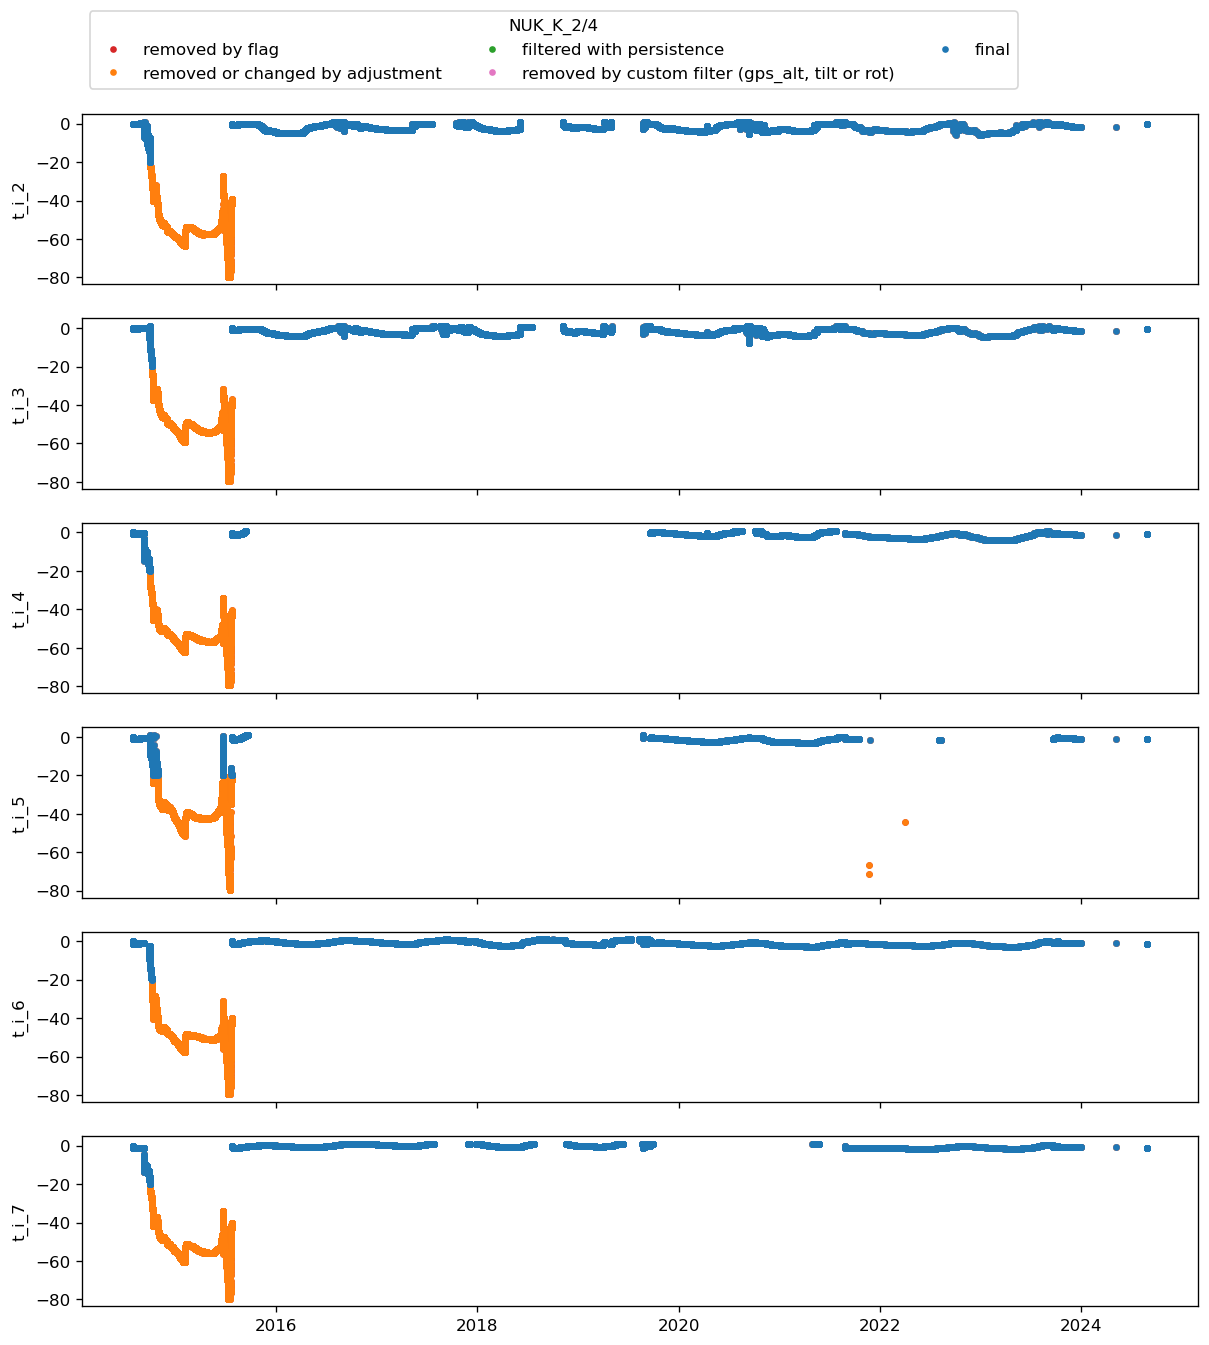 NUK_K_2/4
removed by flag
filtered with persistence
final
removed or changed by adjustment
removed by custom filter (gps_alt, tilt or rot)
0
−20
−40
−60
−80
t_i_2
0
−20
−40
−60
−80
t_i_3
0
−20
−40
−60
−80
t_i_4
0
−20
−40
−60
−80
t_i_5
0
−20
−40
−60
−80
t_i_6
0
−20
−40
−60
−80
t_i_7
2016 2018 2020 2022 2024